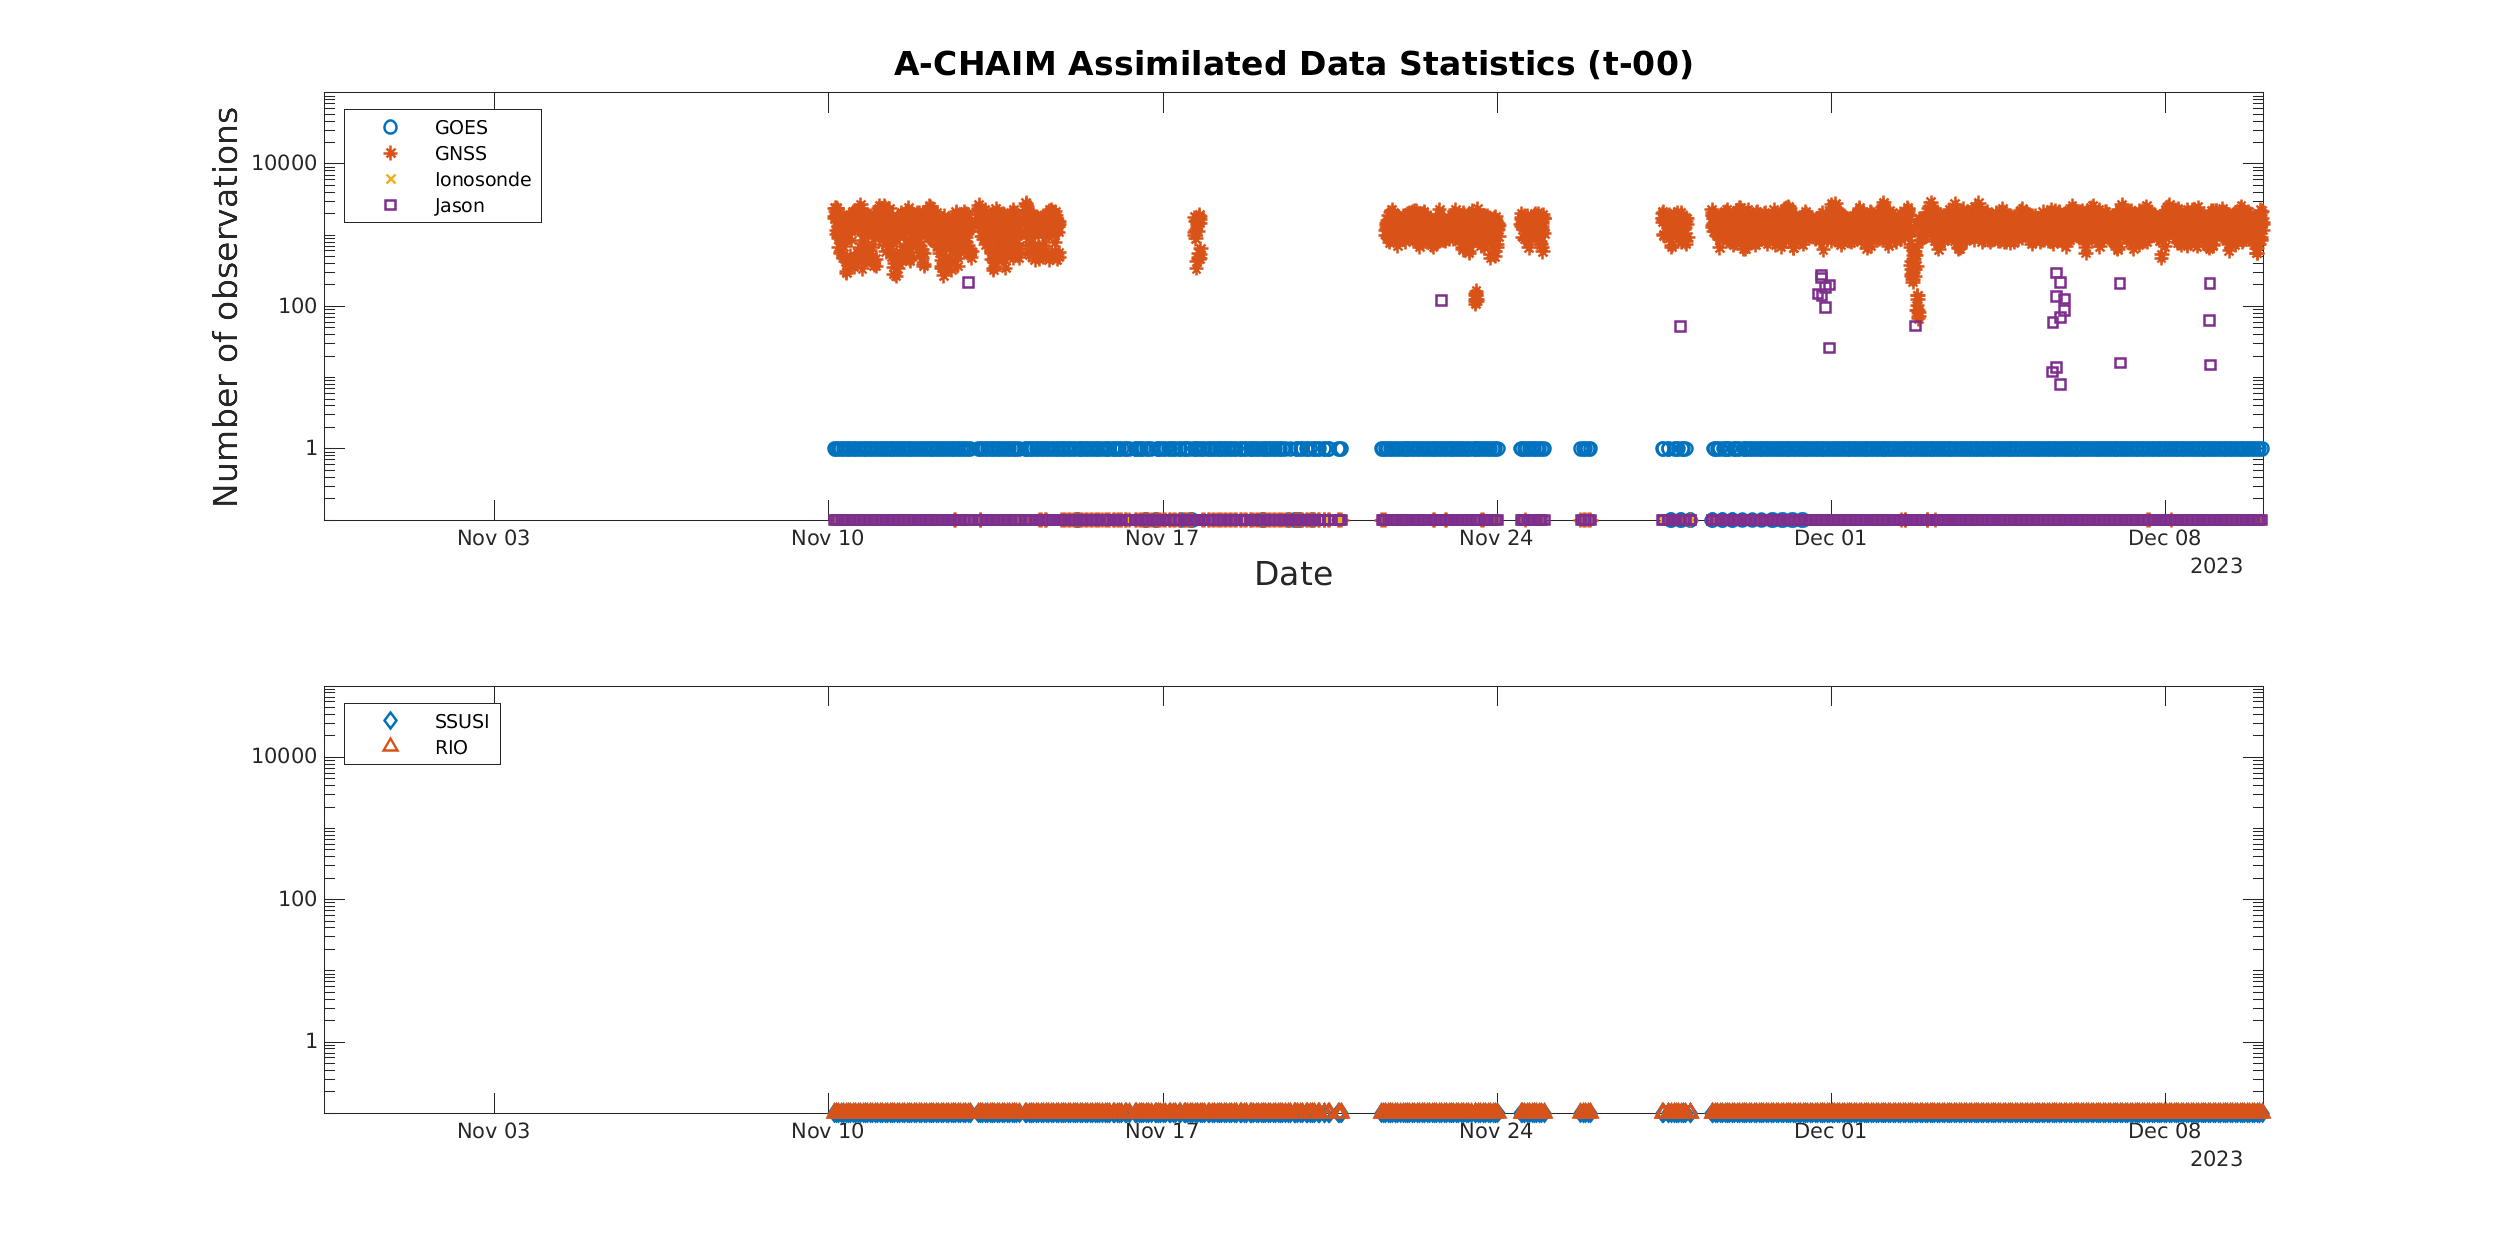 A-CHAIM Assimilated Data Statistics (t-00)
GOES
GNSS
Ionosonde
Jason
Number of observations
10000
100
1
Nov 03 Nov 10 Nov 17 Nov 24 Dec 01 Dec 08
2023
Date
SSUSI
RIO
10000
100
1
Nov 03 Nov 10 Nov 17 Nov 24 Dec 01 Dec 08
2023